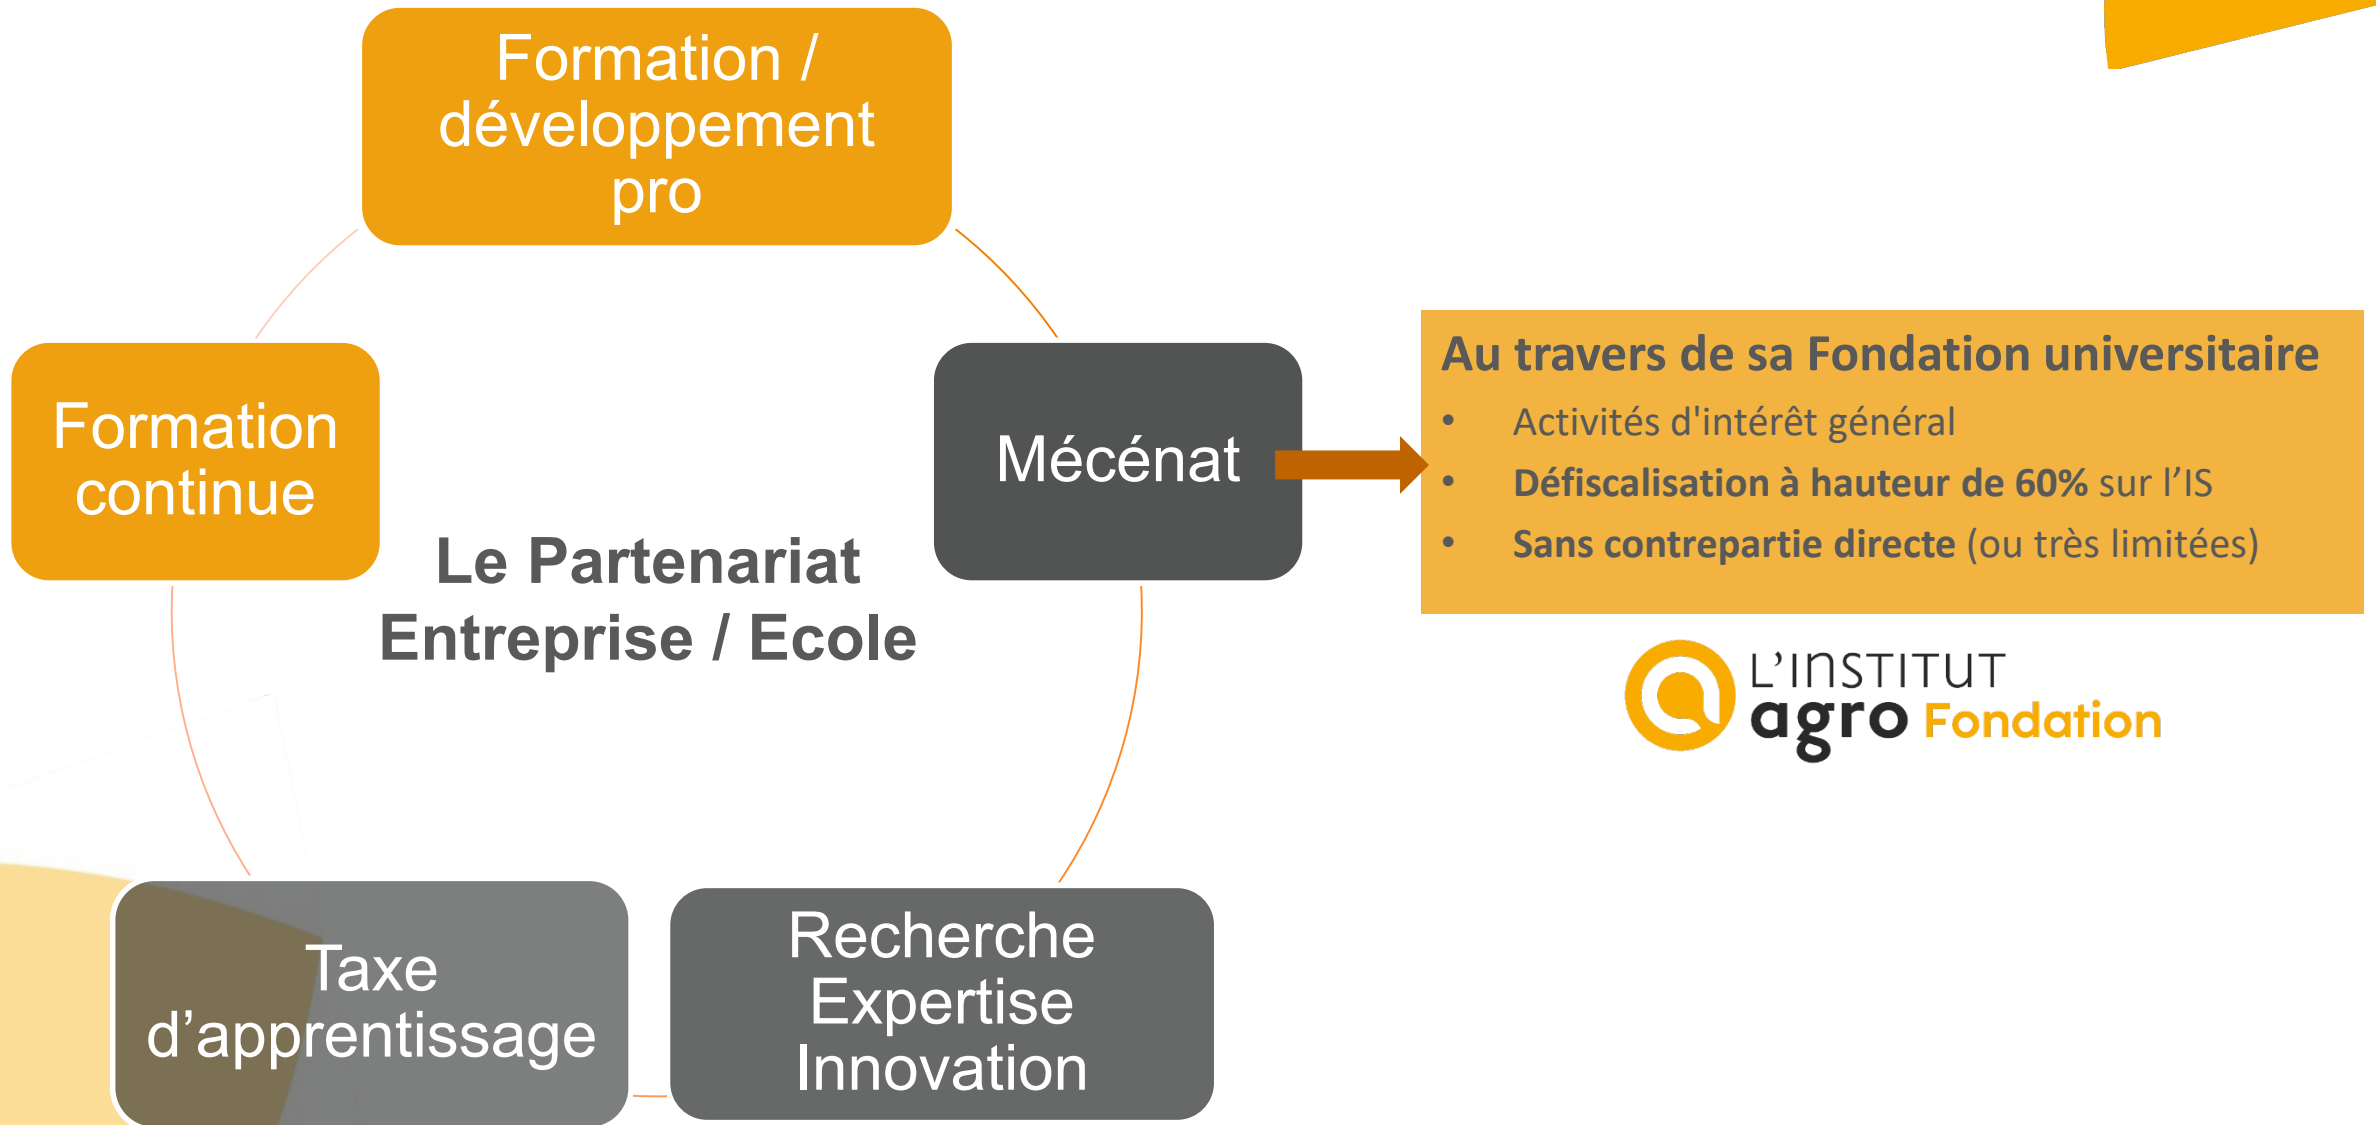 Formation /
développement
pro
Formation
continue
Mécénat
Le Partenariat
Entreprise / Ecole
Taxe
d’apprentissage
Recherche
Expertise
Innovation
Au travers de sa Fondation universitaire
• Activités d'intérêt général
• Défiscalisation à hauteur de 60% sur l’IS
• Sans contrepartie directe (ou très limitées)
L’INSTITUT
agro Fondation